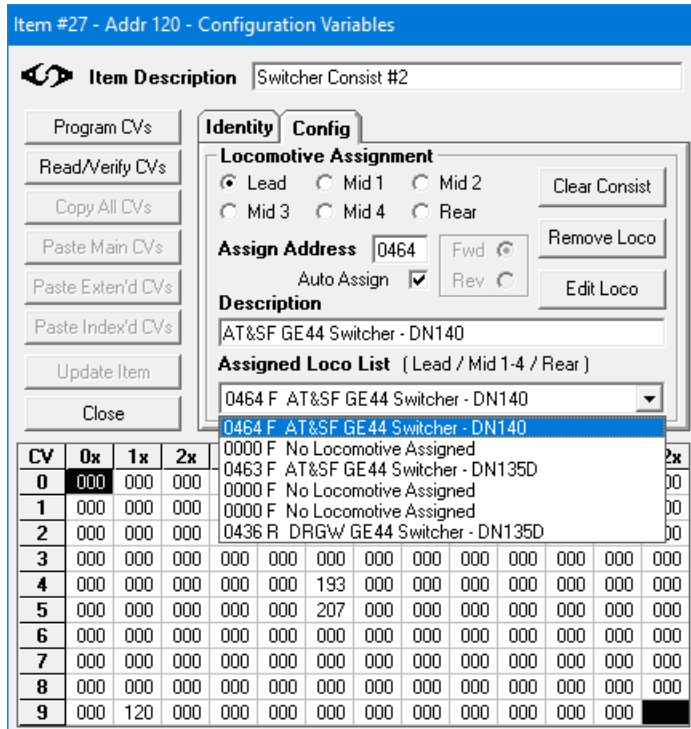 Item #27 - Addr 120 - Configuration Variables
Item Description Switcher Consist #2
Program CVs
Read/Verify CVs
Copy All CVs
Paste Main CVs
Paste Exten'd CVs
Paste Index'd CVs
Update Item
Close
Identity Config
Locomotive Assignment
Lead Mid 1 Mid 2
Mid 3 Mid 4 Rear
Clear Consist
Assign Address 0464 Fwd
Remove Loco
Auto Assign Rev
Edit Loco
Description
AT&SF GE44 Switcher - DN140
Assigned Loco List ( Lead / Mid 1-4 / Rear )
0464 F AT&SF GE44 Switcher - DN140
0464 F AT&SF GE44 Switcher - DN140
0000 F No Locomotive Assigned
0463 F AT&SF GE44 Switcher - DN135D
0000 F No Locomotive Assigned
0000 F No Locomotive Assigned
0436 R DRGW GE44 Switcher - DN135D
CV 0x 1x 2x
0 000 000 000
1 000 000 000
2 000 000 000
3 000 000 000 000 000 000 000 000 000 000 000 000 000
4 000 000 000 000 000 193 000 000 000 000 000 000 000
5 000 000 000 000 000 207 000 000 000 000 000 000 000
6 000 000 000 000 000 000 000 000 000 000 000 000 000
7 000 000 000 000 000 000 000 000 000 000 000 000 000
8 000 000 000 000 000 000 000 000 000 000 000 000 000
9 000 120 000 000 000 000 000 000 000 000 000 000